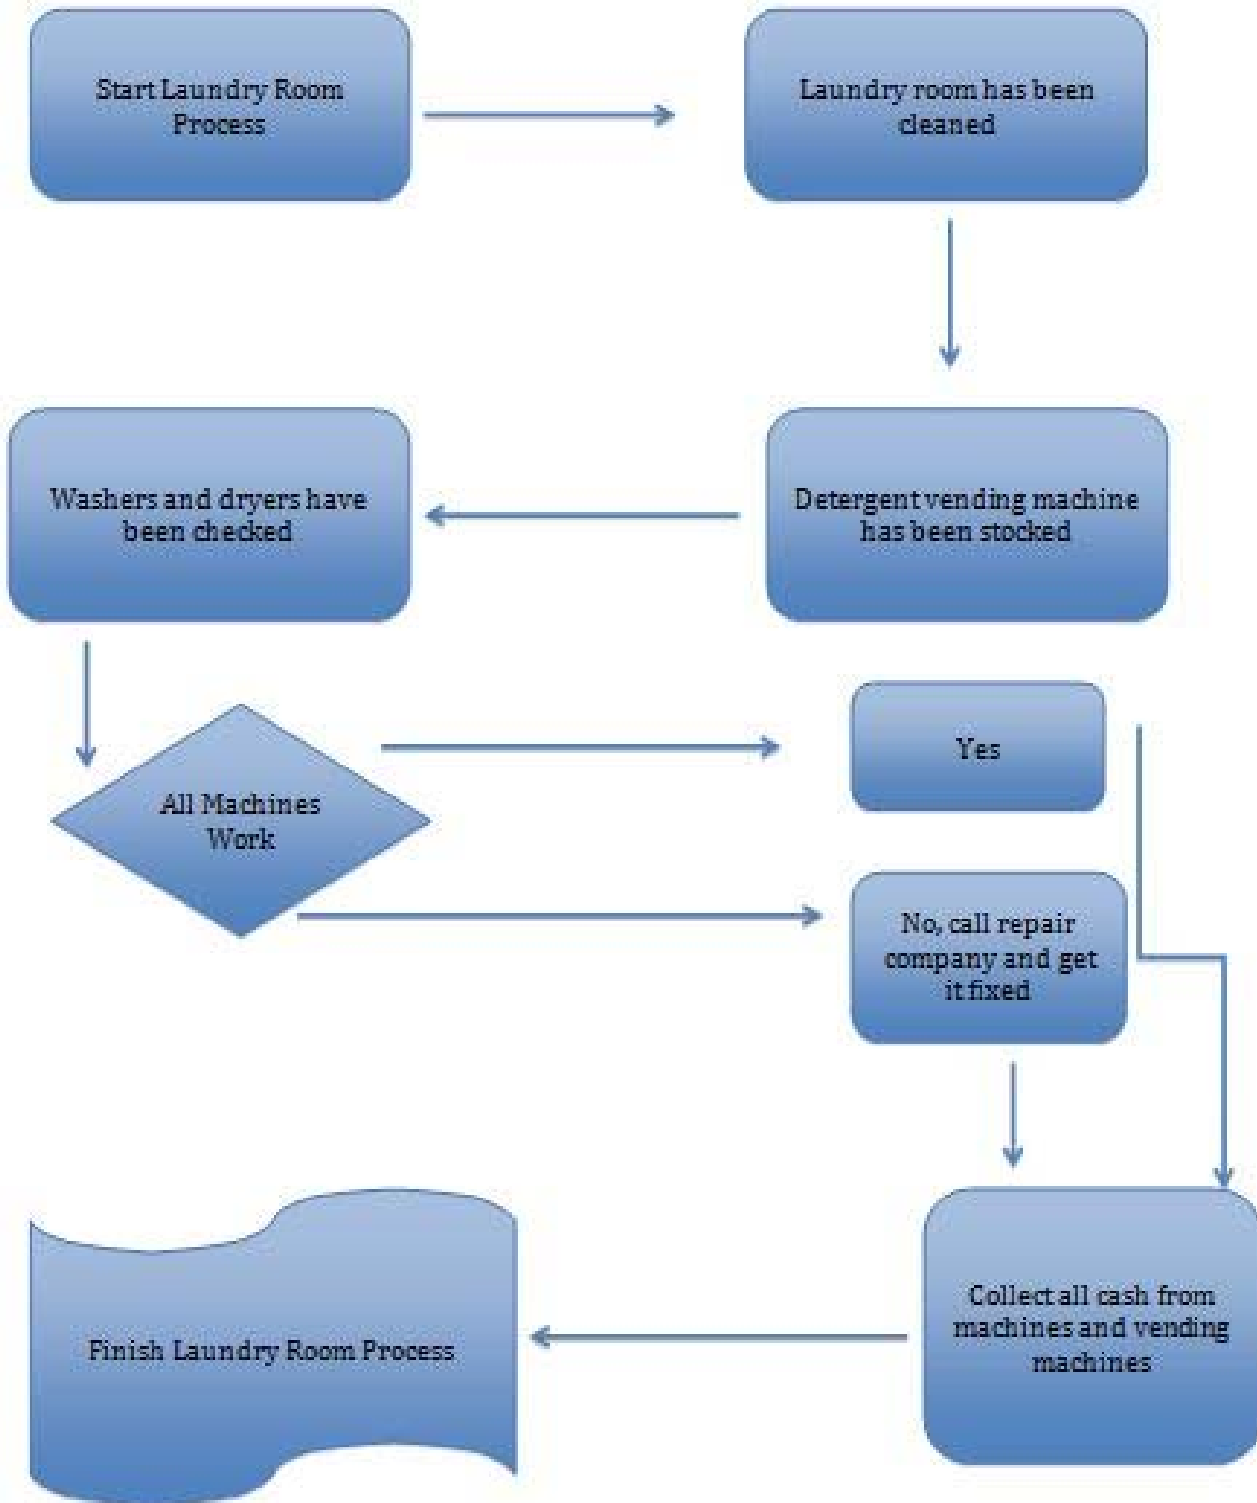 Start Laundry Room
Process
Laundry room has been
cleaned
Detergent vending machine
has been stocked
Washers and dryers have
been checked
All Machines
Work
Yes
No, call repair
company and get
it fixed
Collect all cash from
machines and vending
machines
Finish Laundry Room Process